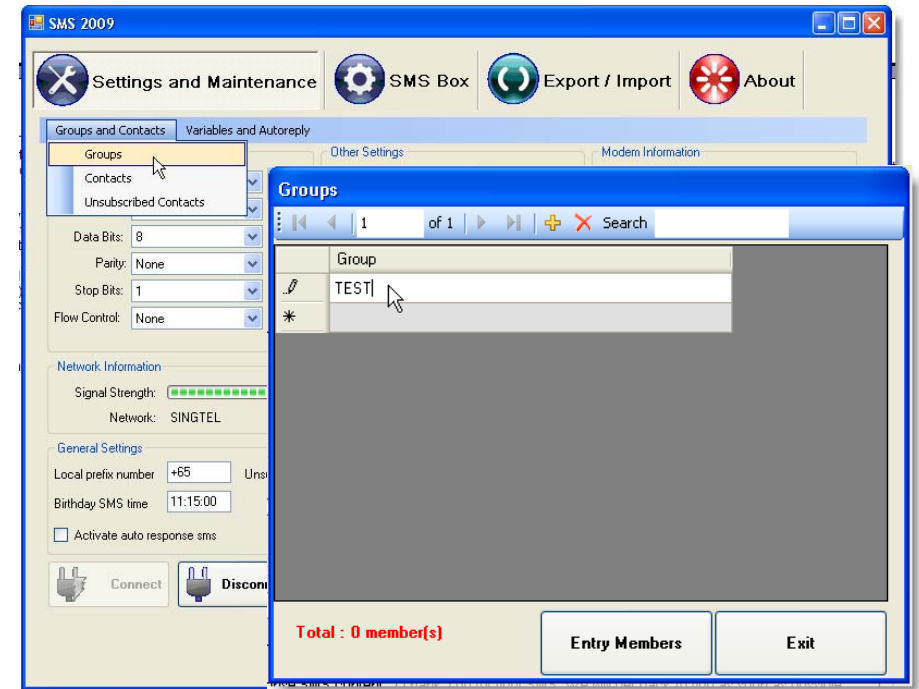 SMS 2009
Settings and Maintenance SMS Box Export / Import About
Groups and Contacts Variables and Autoreply
Groups
Contacts
Unsubscribed Contacts
Other Settings Modem Information
Data Bits: 8
Parity: None
Stop Bits: 1
Flow Control: None
Network Information
Signal Strength:
Network: SINGTEL
General Settings
Local prefix number +65
Birthday SMS time 11:15:00
Activate auto response sms
Connect
Groups
1 of 1 Search
Group
TEST
Total : 0 member(s)
Entry Members Exit